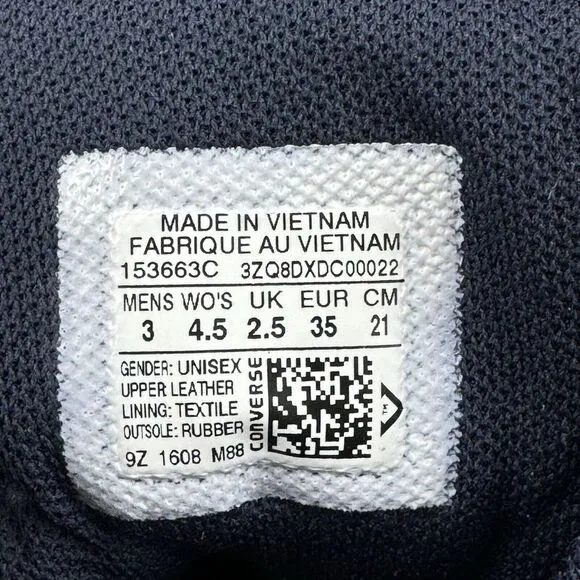 MADE IN VIETNAM
FABRIQUE AU VIETNAM
153663C 3ZQ8DXDC00022
MENS WO'S UK EUR CM
3 4.5 2.5 35 21
GENDER: UNISEX
UPPER: LEATHER
LINING: TEXTILE
OUTSOLE: RUBBER
9Z 1608 M88
CONVERSE
TM